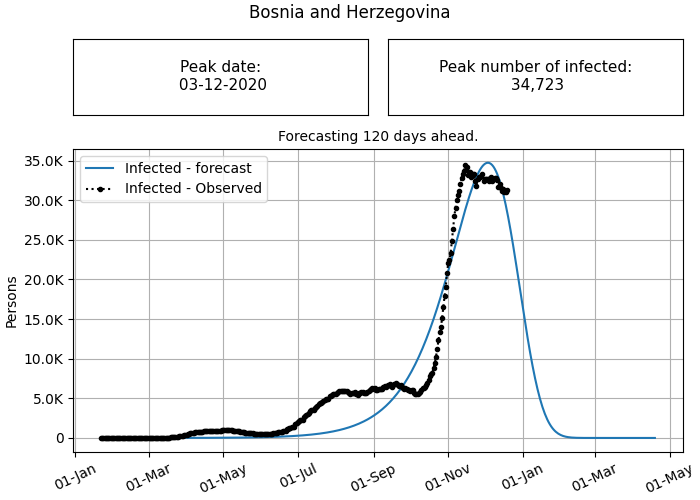 Bosnia and Herzegovina
Peak date:
03-12-2020
Peak number of infected:
34,723
Forecasting 120 days ahead.
Infected - forecast
Infected - Observed
Persons
35.0K
30.0K
25.0K
20.0K
15.0K
10.0K
5.0K
0
01-Jan
01-Mar
01-May
01-Jul
01-Sep
01-Nov
01-Jan
01-Mar
01-May